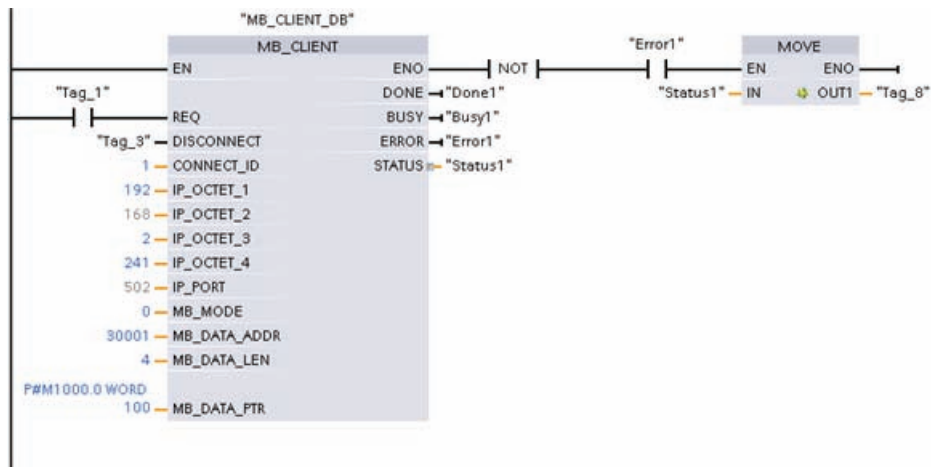 "MB_CLIENT_DB"
MB_CLIENT
"Error1"
MOVE
EN ENO NOT EN ENO
"Tag_1" DONE "Done1" "Status1" IN OUT1 "Tag_8"
REQ BUSY "Busy1"
"Tag_3" DISCONNECT ERROR "Error1"
1 CONNECT_ID STATUS "Status1"
192 IP_OCTET_1
168 IP_OCTET_2
2 IP_OCTET_3
241 IP_OCTET_4
502 IP_PORT
0 MB_MODE
30001 MB_DATA_ADDR
4 MB_DATA_LEN
P#M1000.0 WORD
100 MB_DATA_PTR